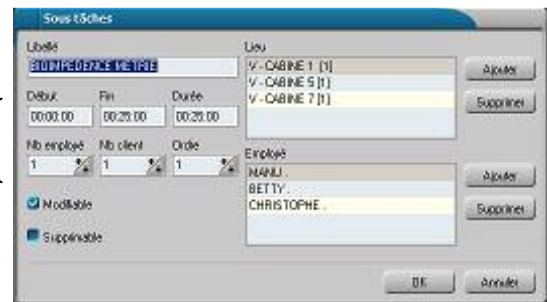 Sous tâches
Libellé
BIOIMPEDENCE METRIE
Début Fin Durée
00:00:00 00:25:00 00:25:00
Nb employé Nb client Ordre
1 1 1
Modifiable
Supprimable
Lieu
V - CABINE 1 (1)
V - CABINE 5 (1)
V - CABINE 7 (1)
Ajouter
Supprimer
Employé
MANU .
BETTY .
CHRISTOPHE .
Ajouter
Supprimer
OK Annuler